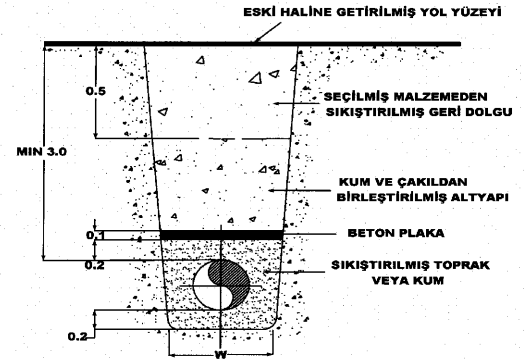 ESKİ HALİNE GETİRİLMİŞ YOL YÜZEYİ
0.5
SEÇİLMİŞ MALZEMEDEN
SIKIŞTIRILMIŞ GERİ DOLGU
MIN 3.0
KUM VE ÇAKILDAN
BİRLEŞTİRİLMİŞ ALTYAPI
0.1
BETON PLAKA
0.2
SIKIŞTIRILMIŞ TOPRAK
VEYA KUM
0.2
W